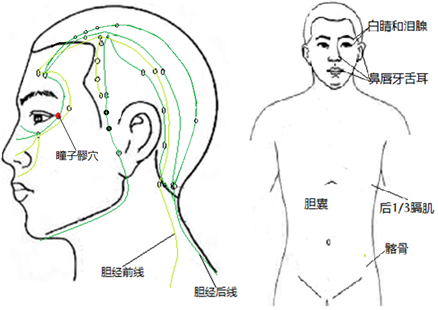 白睛和泪腺
鼻唇牙舌耳
瞳子髎穴
胆囊
后1/3膈肌
胆经前线
髂骨
胆经后线